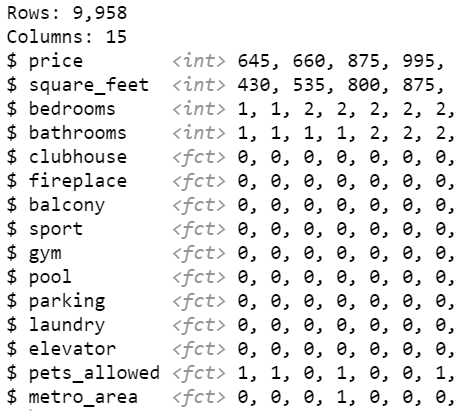 Rows: 9,958
Columns: 15
$ price        <int> 645, 660, 875, 995,
$ square_feet  <int> 430, 535, 800, 875,
$ bedrooms     <int> 1, 1, 2, 2, 2, 2, 2,
$ bathrooms    <int> 1, 1, 1, 1, 2, 2, 2,
$ clubhouse    <fct> 0, 0, 0, 0, 0, 0, 0,
$ fireplace    <fct> 0, 0, 0, 0, 0, 0, 0,
$ balcony      <fct> 0, 0, 0, 0, 0, 0, 0,
$ sport        <fct> 0, 0, 0, 0, 0, 0, 0,
$ gym          <fct> 0, 0, 0, 0, 0, 0, 0,
$ pool         <fct> 0, 0, 0, 0, 0, 0, 0,
$ parking      <fct> 0, 0, 0, 0, 0, 0, 0,
$ laundry      <fct> 0, 0, 0, 0, 0, 0, 0,
$ elevator     <fct> 0, 0, 0, 0, 0, 0, 0,
$ pets_allowed <fct> 1, 1, 0, 1, 0, 0, 1,
$ metro_area   <fct> 0, 0, 0, 1, 0, 0, 0,